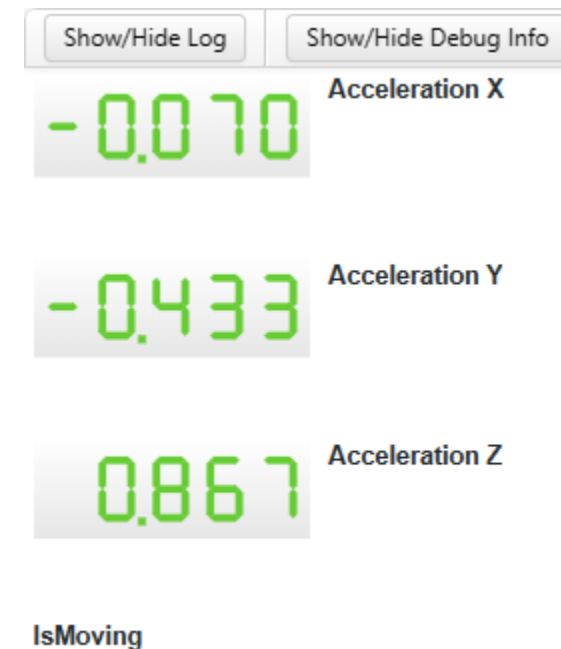 Show/Hide Log Show/Hide Debug Info
-0.070 Acceleration X
-0.433 Acceleration Y
0.867 Acceleration Z
IsMoving